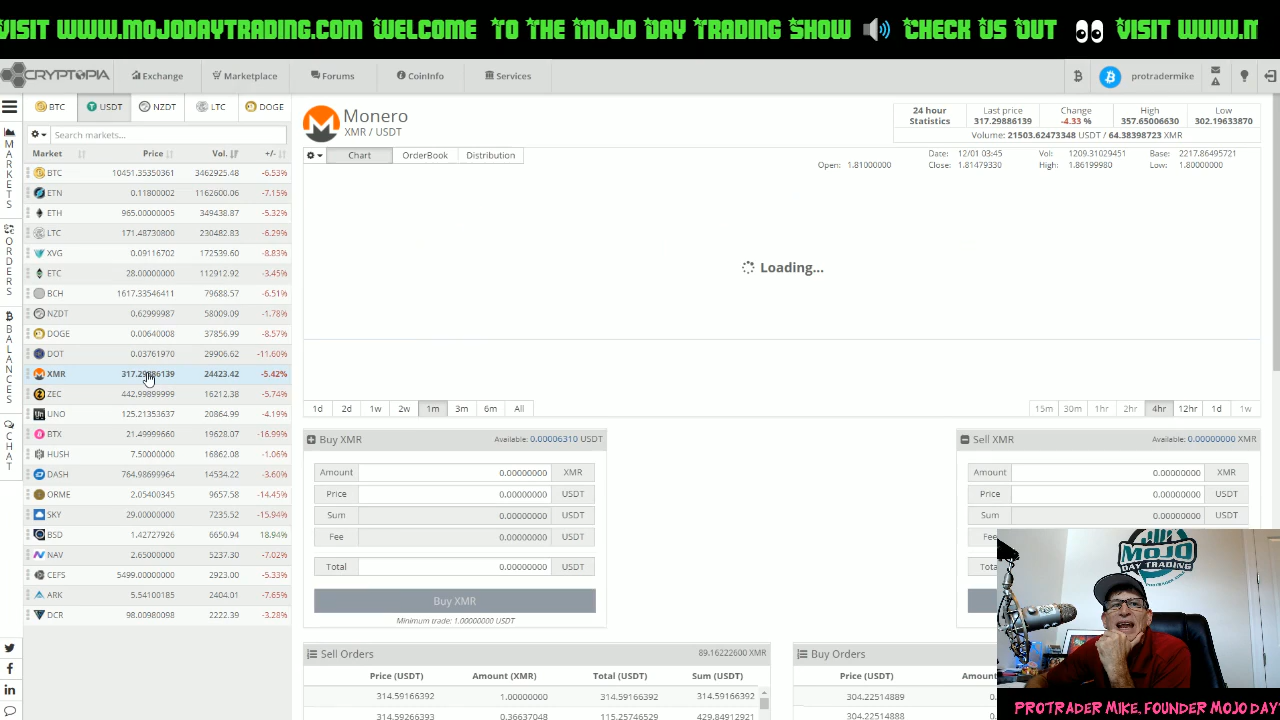 VISIT WWW.MOJODAYTRADING.COM WELCOME TO THE MOJO DAY TRADING SHOW 🔊 CHECK US OUT 👀 VISIT WWW.M
CRYPTOPIA Exchange Marketplace Forums CoinInfo Services protradermike
BTC USDT NZDT LTC DOGE
Search markets...
Market Price Vol. +/-
BTC 10451.35350361 3462925.48 -6.53%
ETN 0.11800002 1162600.06 -7.15%
ETH 965.00000005 349438.87 -5.32%
LTC 171.48730800 230482.83 -6.29%
XVG 0.09116702 172539.60 -8.83%
ETC 28.00000000 112912.92 -3.45%
BCH 1617.33546411 79688.57 -6.51%
NZDT 0.62999987 58009.09 -1.78%
DOGE 0.00640008 37856.99 -8.57%
DOT 0.03761970 29906.62 -11.60%
XMR 24423.42 -5.42%
ZEC 442.99899999 16212.38 -5.74%
UNO 125.21353637 20864.99 -4.19%
BTX 21.49999660 19628.07 -16.99%
HUSH 7.50000000 16862.08 -1.06%
DASH 764.98699964 14534.22 -3.60%
ORME 2.05400345 9657.58 -14.45%
SKY 29.00000000 7235.52 -15.94%
BSD 1.42727926 6650.94 18.94%
NAV 2.65000000 5237.30 -7.02%
CEFS 5499.00000000 2923.00 -5.33%
ARK 5.54100185 2404.01 -7.65%
DCR 98.00980098 2222.39 -3.28%
MARKETS
ORDERS
BALANCES
CHAT
Monero
XMR / USDT
24 hour Statistics
Last price 317.29886139
Change -4.33 %
High 357.65006630
Low 302.19633870
Volume: 21503.62473348 USDT / 64.38398723 XMR
Chart OrderBook Distribution
Date: 12/01 03:45 Vol: 1209.31029451 Base: 2217.86495721
Open: 1.81000000 Close: 1.81479330 High: 1.86199980 Low: 1.80000000
Loading...
1d 2d 1w 2w 1m 3m 6m All
15m 30m 1hr 2hr 4hr 12hr 1d 1w
Buy XMR Available: 0.00006310 USDT
Amount 0.00000000 XMR
Price 0.00000000 USDT
Sum 0.00000000 USDT
Fee 0.00000000 USDT
Total 0.00000000 USDT
Buy XMR
Minimum trade: 1.00000000 USDT
Sell XMR Available: 0.00000000 XMR
Amount 0.00000000 XMR
Price 0.00000000 USDT
Sum 0.00000000 USDT
Fee
Total
MOJO
DAY TRADING
Sell Orders 89.16222600 XMR
Price (USDT) Amount (XMR) Total (USDT) Sum (USDT)
314.59166392 1.00000000 314.59166392 314.59166392
314.59266393 0.36637048 115.25746529 429.84912921
Buy Orders
Price (USDT)
304.22514889
304.22514888
PROTRADER MIKE, FOUNDER MOJO DAY